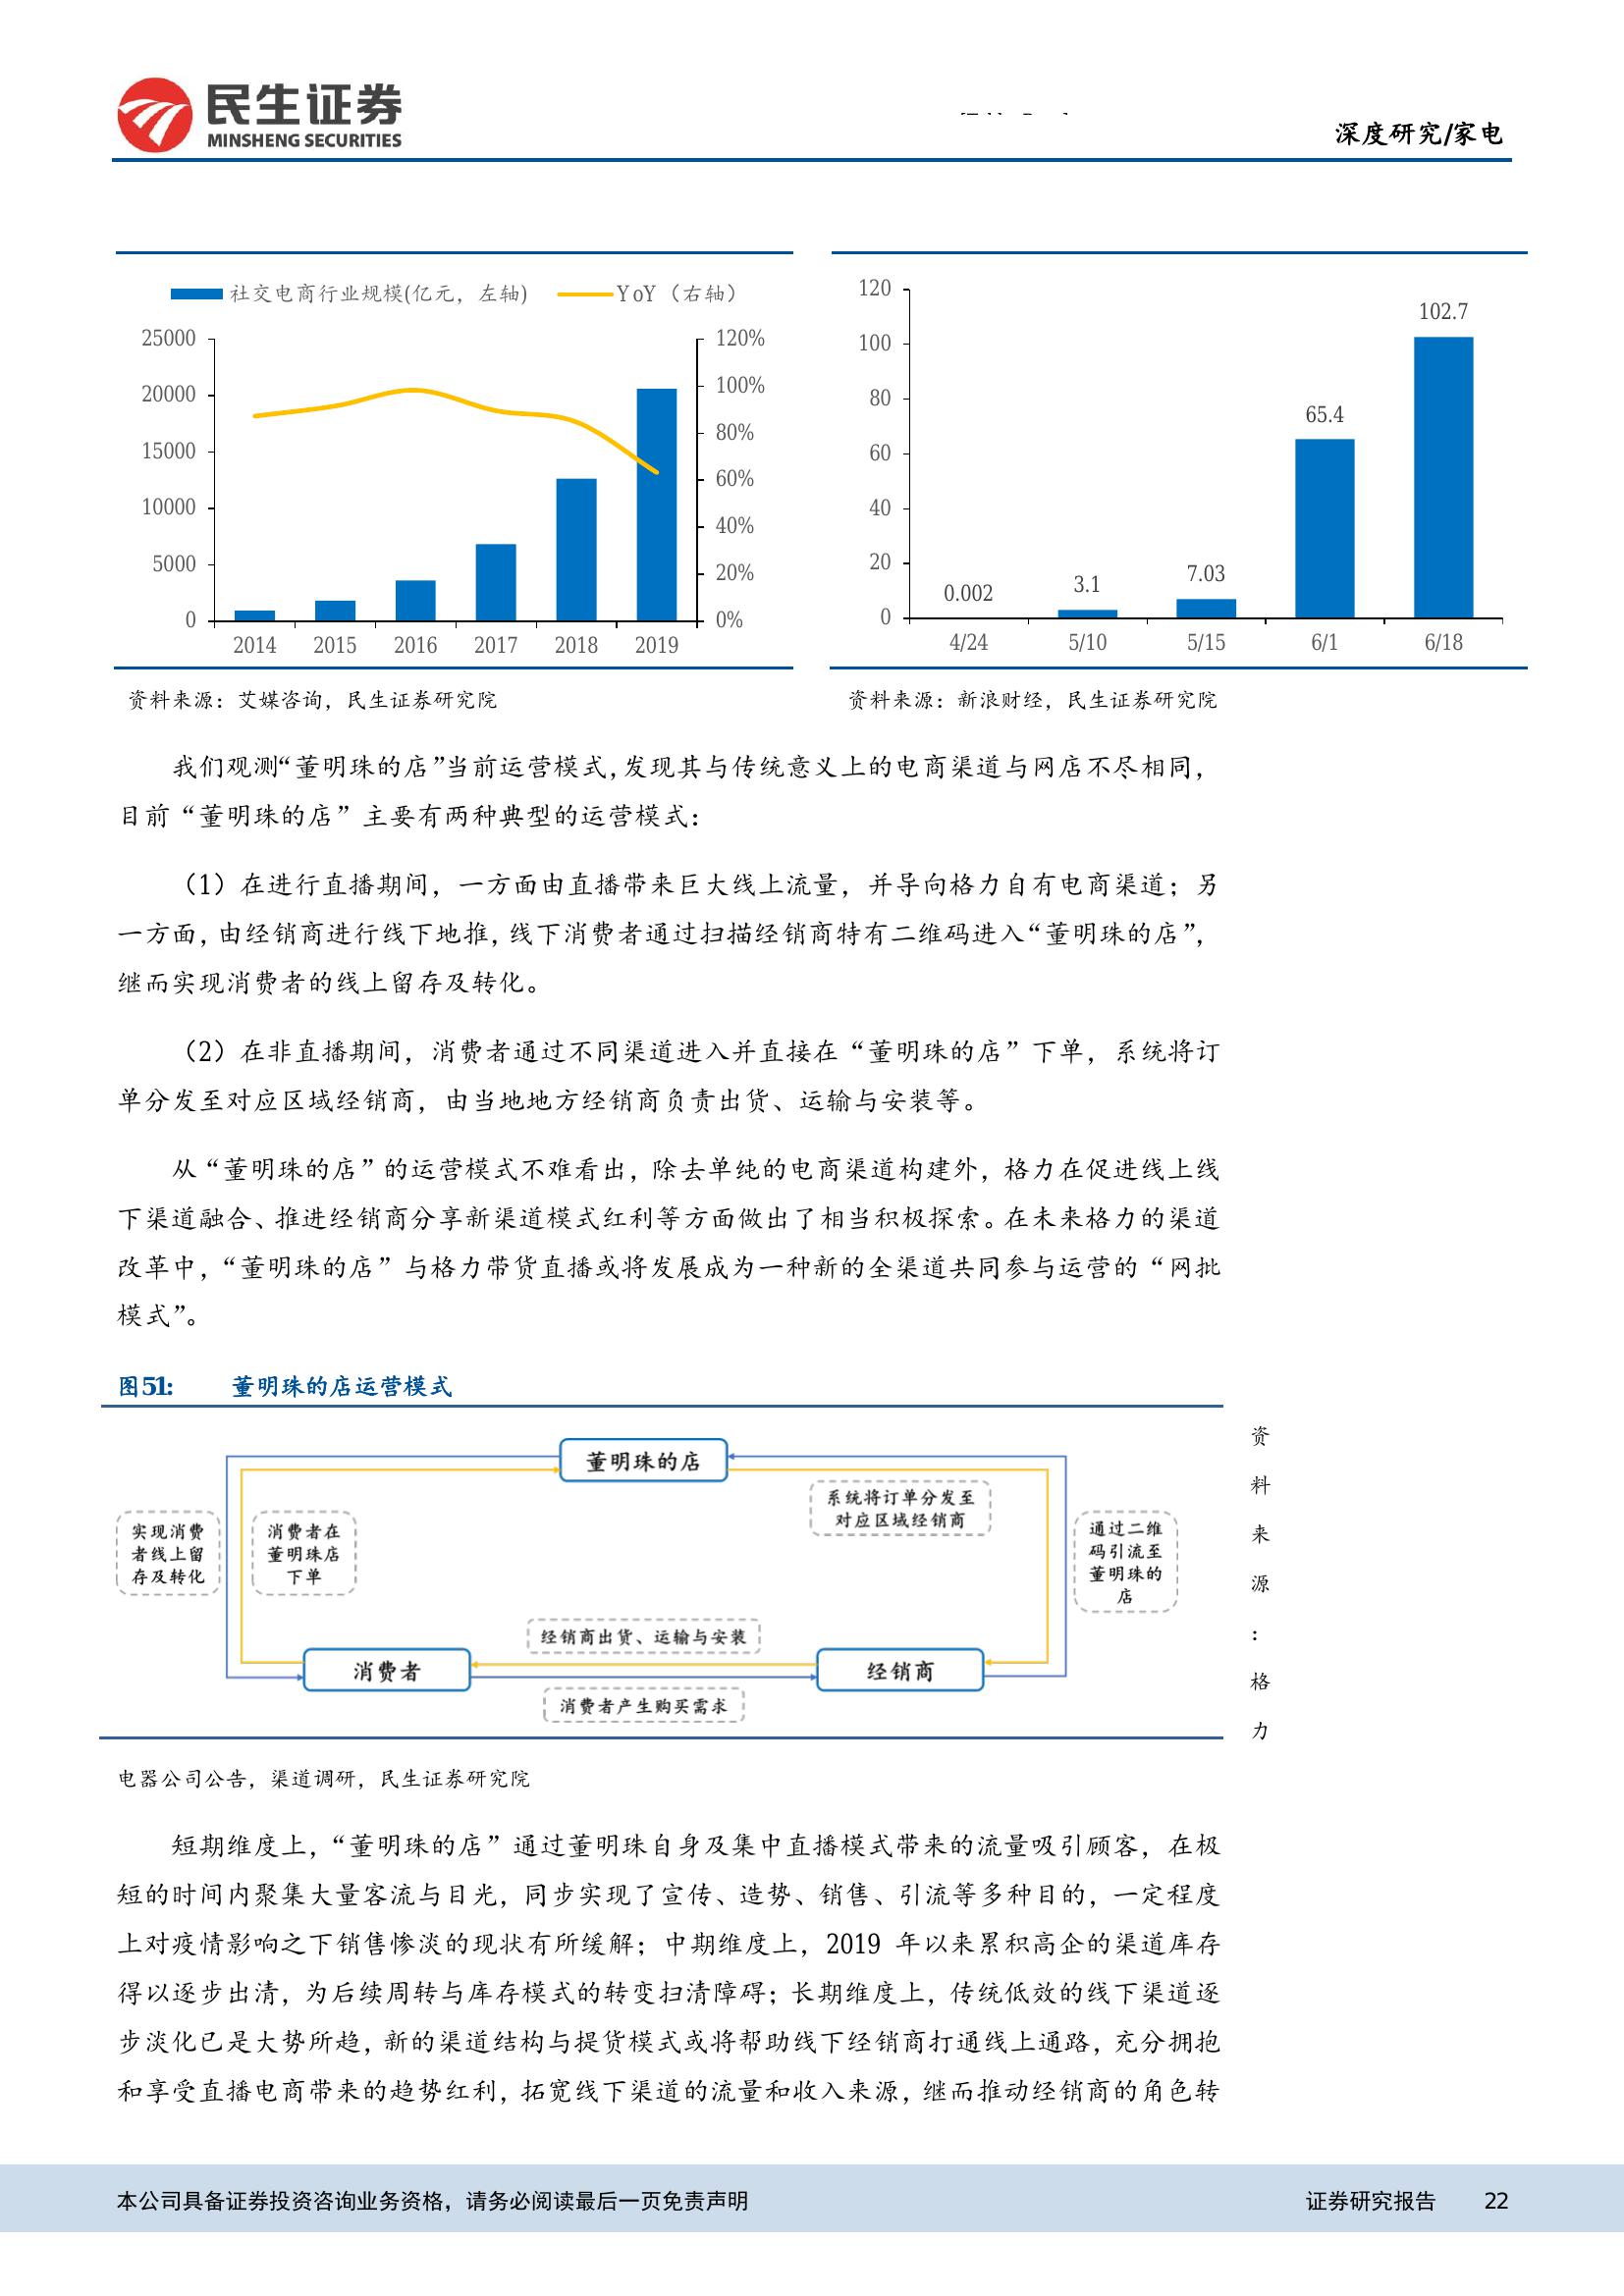 民生证券
MINSHENG SECURITIES
深度研究/家电
社交电商行业规模(亿元，左轴)
YoY（右轴）
25000
20000
15000
10000
5000
0
120%
100%
80%
60%
40%
20%
0%
2014 2015 2016 2017 2018 2019
资料来源：艾媒咨询，民生证券研究院
120
100
80
60
40
20
0
0.002
3.1
7.03
65.4
102.7
4/24 5/10 5/15 6/1 6/18
资料来源：新浪财经，民生证券研究院
我们观测“董明珠的店”当前运营模式，发现其与传统意义上的电商渠道与网店不尽相同，
目前“董明珠的店”主要有两种典型的运营模式：
（1）在进行直播期间，一方面由直播带来巨大线上流量，并导向格力自有电商渠道；另
一方面，由经销商进行线下地推，线下消费者通过扫描经销商特有二维码进入“董明珠的店”，
继而实现消费者的线上留存及转化。
（2）在非直播期间，消费者通过不同渠道进入并直接在“董明珠的店”下单，系统将订
单分发至对应区域经销商，由当地地方经销商负责出货、运输与安装等。
从“董明珠的店”的运营模式不难看出，除去单纯的电商渠道构建外，格力在促进线上线
下渠道融合、推进经销商分享新渠道模式红利等方面做出了相当积极探索。在未来格力的渠道
改革中，“董明珠的店”与格力带货直播或将发展成为一种新的全渠道共同参与运营的“网批
模式”。
图51： 董明珠的店运营模式
董明珠的店
系统将订单分发至
对应区域经销商
实现消费
者线上留
存及转化
消费者在
董明珠店
下单
通过二维
码引流至
董明珠的
店
经销商出货、运输与安装
消费者
经销商
消费者产生购买需求
资
料
来
源
：
格
力
电器公司公告，渠道调研，民生证券研究院
短期维度上，“董明珠的店”通过董明珠自身及集中直播模式带来的流量吸引顾客，在极
短的时间内聚集大量客流与目光，同步实现了宣传、造势、销售、引流等多种目的，一定程度
上对疫情影响之下销售惨淡的现状有所缓解；中期维度上，2019 年以来累积高企的渠道库存
得以逐步出清，为后续周转与库存模式的转变扫清障碍；长期维度上，传统低效的线下渠道逐
步淡化已是大势所趋，新的渠道结构与提货模式或将帮助线下经销商打通线上通路，充分拥抱
和享受直播电商带来的趋势红利，拓宽线下渠道的流量和收入来源，继而推动经销商的角色转
本公司具备证券投资咨询业务资格，请务必阅读最后一页免责声明
证券研究报告 22